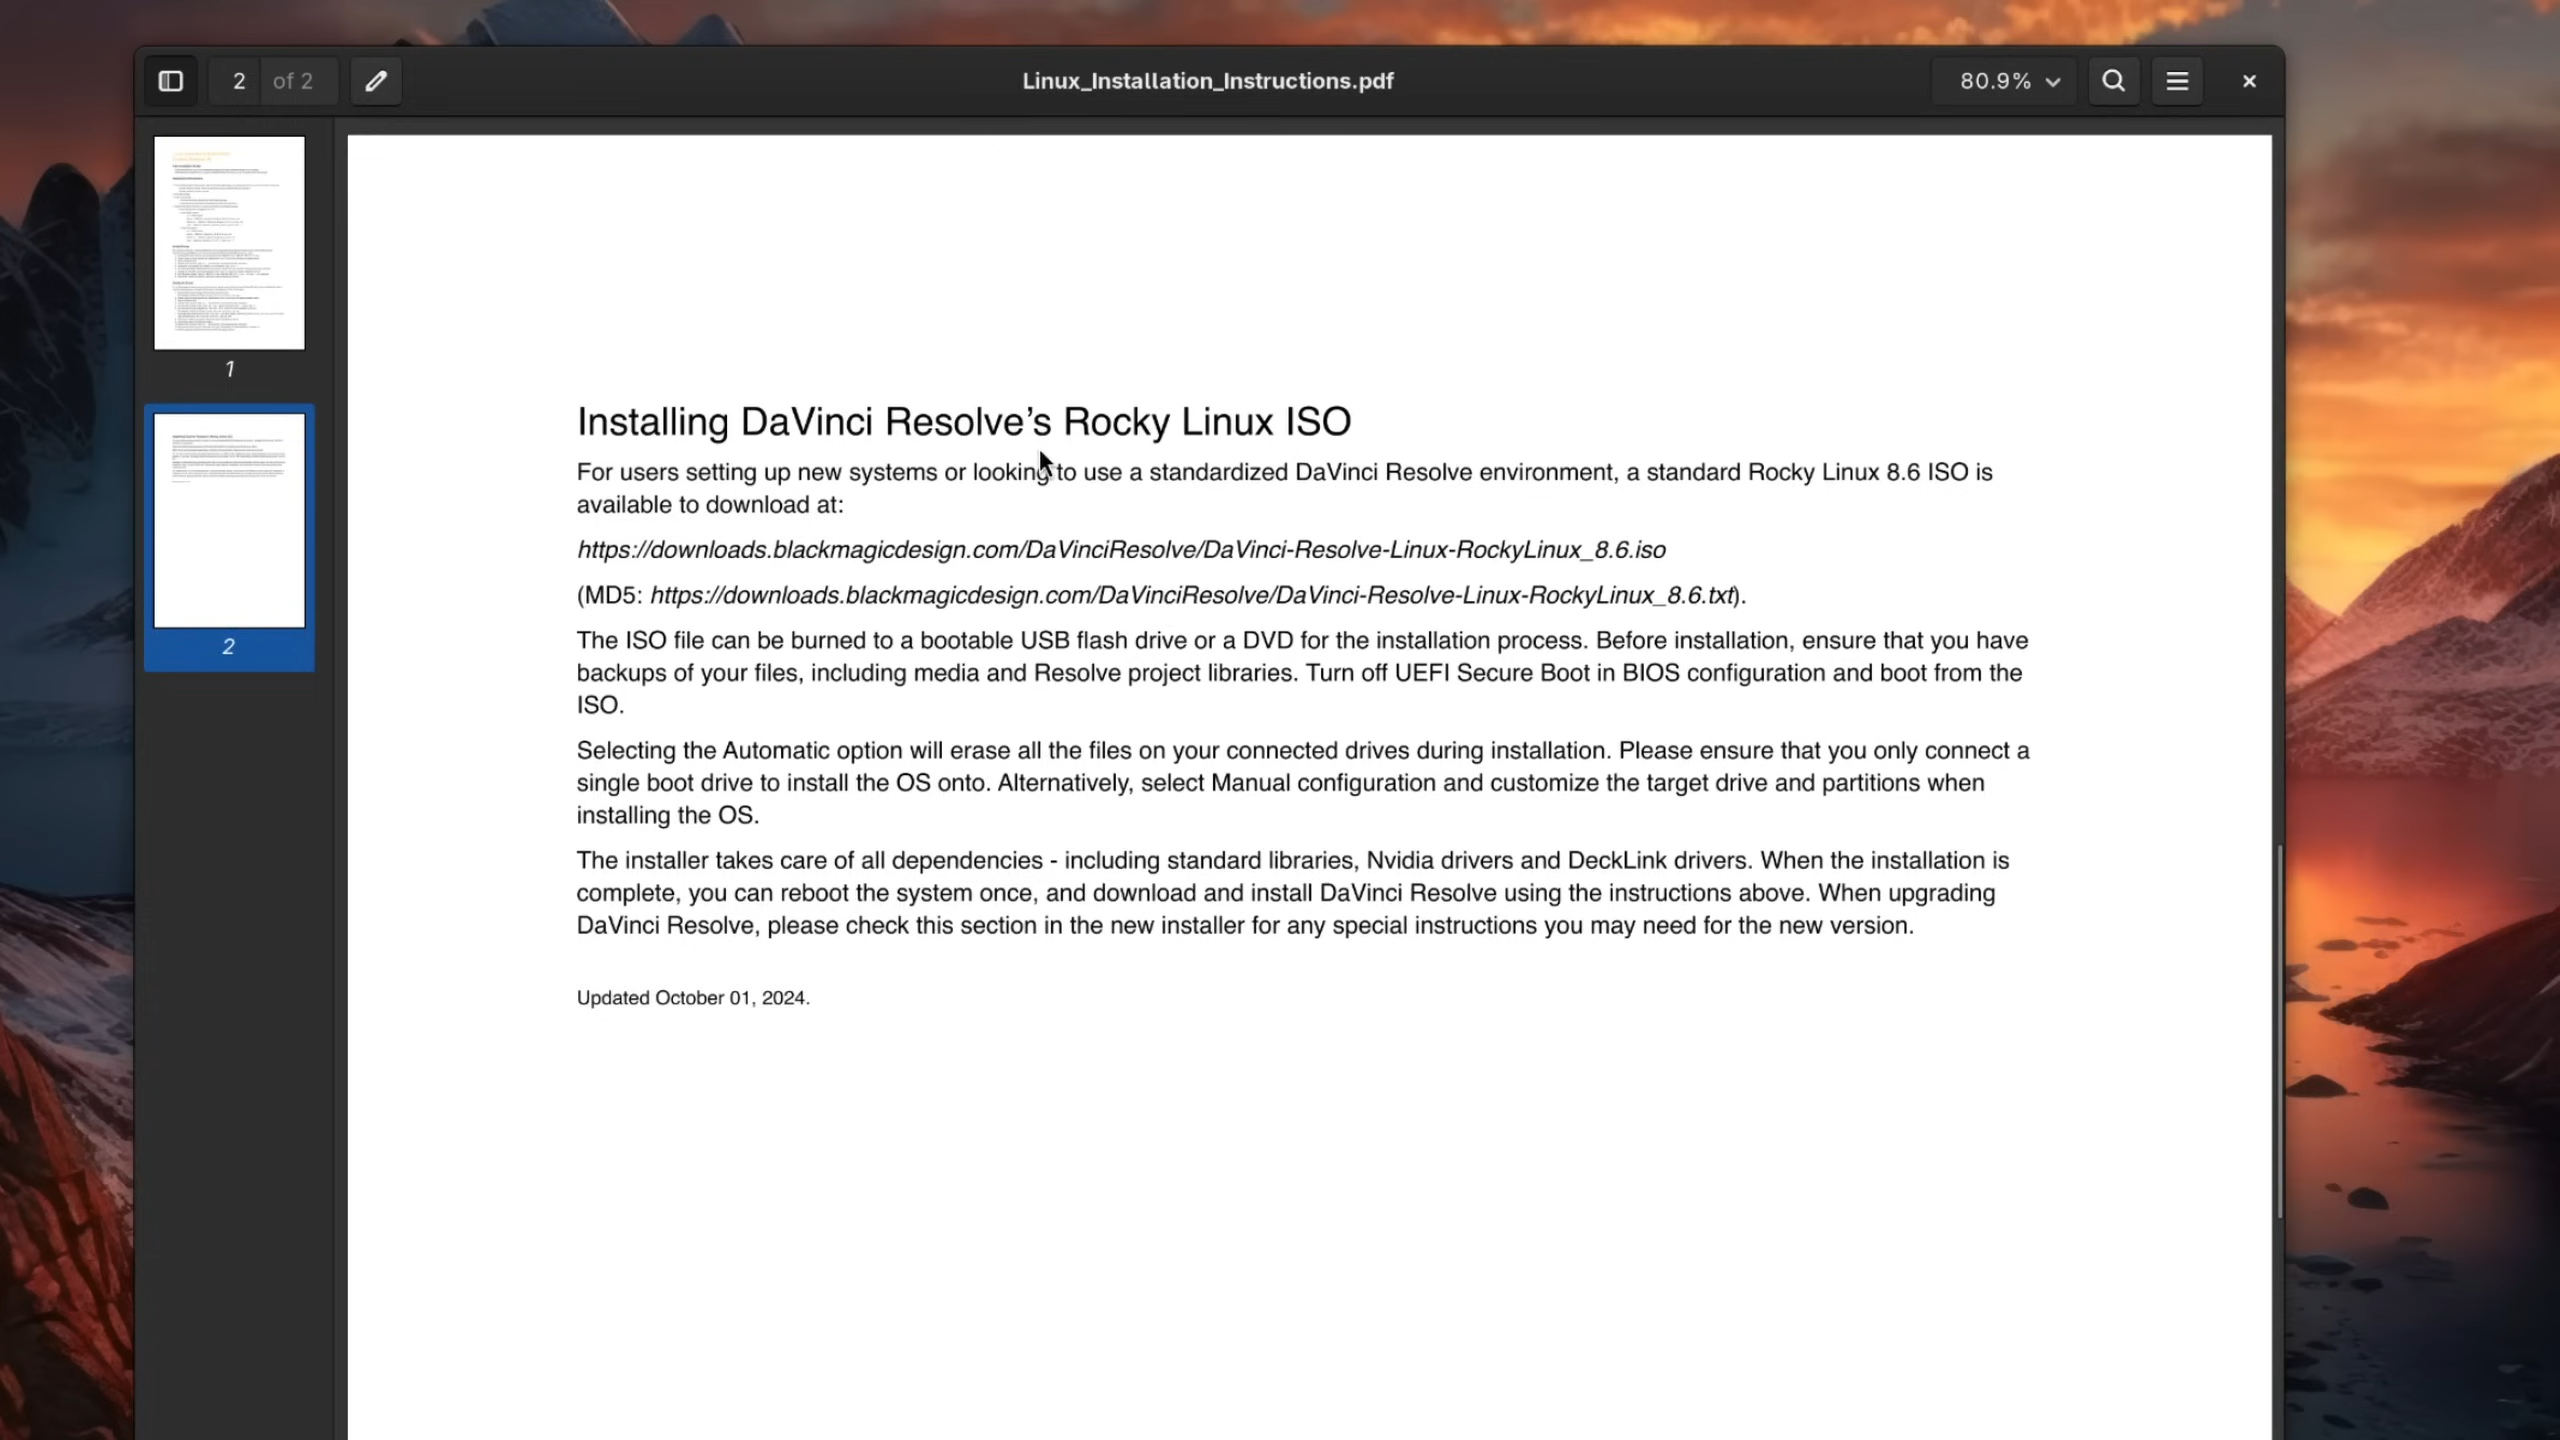 2 of 2
Linux_Installation_Instructions.pdf
80.9%
1
2
Installing DaVinci Resolve’s Rocky Linux ISO
For users setting up new systems or looking to use a standardized DaVinci Resolve environment, a standard Rocky Linux 8.6 ISO is
available to download at:
https://downloads.blackmagicdesign.com/DaVinciResolve/DaVinci-Resolve-Linux-RockyLinux_8.6.iso
(MD5: https://downloads.blackmagicdesign.com/DaVinciResolve/DaVinci-Resolve-Linux-RockyLinux_8.6.txt).
The ISO file can be burned to a bootable USB flash drive or a DVD for the installation process. Before installation, ensure that you have
backups of your files, including media and Resolve project libraries. Turn off UEFI Secure Boot in BIOS configuration and boot from the
ISO.
Selecting the Automatic option will erase all the files on your connected drives during installation. Please ensure that you only connect a
single boot drive to install the OS onto. Alternatively, select Manual configuration and customize the target drive and partitions when
installing the OS.
The installer takes care of all dependencies - including standard libraries, Nvidia drivers and DeckLink drivers. When the installation is
complete, you can reboot the system once, and download and install DaVinci Resolve using the instructions above. When upgrading
DaVinci Resolve, please check this section in the new installer for any special instructions you may need for the new version.
Updated October 01, 2024.